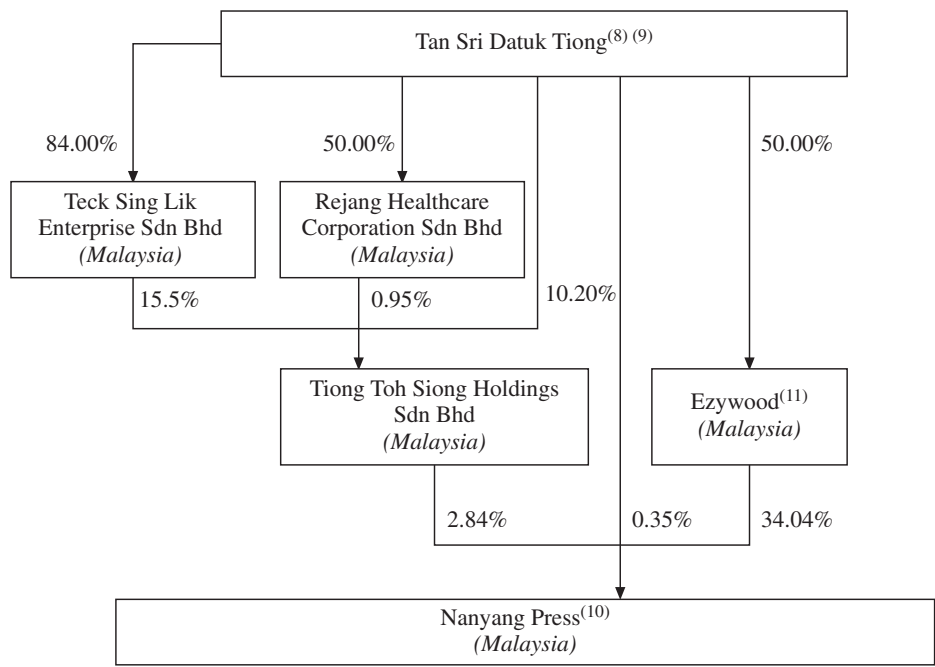 Tan Sri Datuk Tiong(8) (9)
84.00%
50.00%
50.00%
Teck Sing Lik
Enterprise Sdn Bhd
(Malaysia)
Rejang Healthcare
Corporation Sdn Bhd
(Malaysia)
15.5%
0.95%
10.20%
Tiong Toh Siong Holdings
Sdn Bhd
(Malaysia)
Ezywood(11)
(Malaysia)
2.84%
0.35%
34.04%
Nanyang Press(10)
(Malaysia)